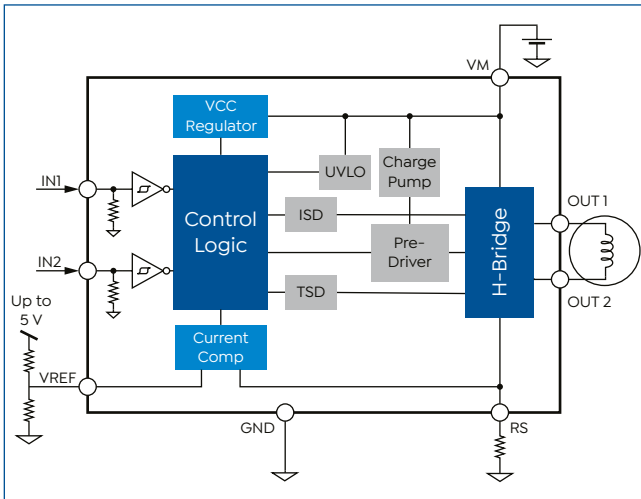 VM
VCC
Regulator
UVLO
Charge
Pump
IN1
OUT 1
Control
Logic
ISD
H-Bridge
Pre-
Driver
IN2
OUT 2
TSD
Up to
5 V
Current
Comp
VREF
GND
RS